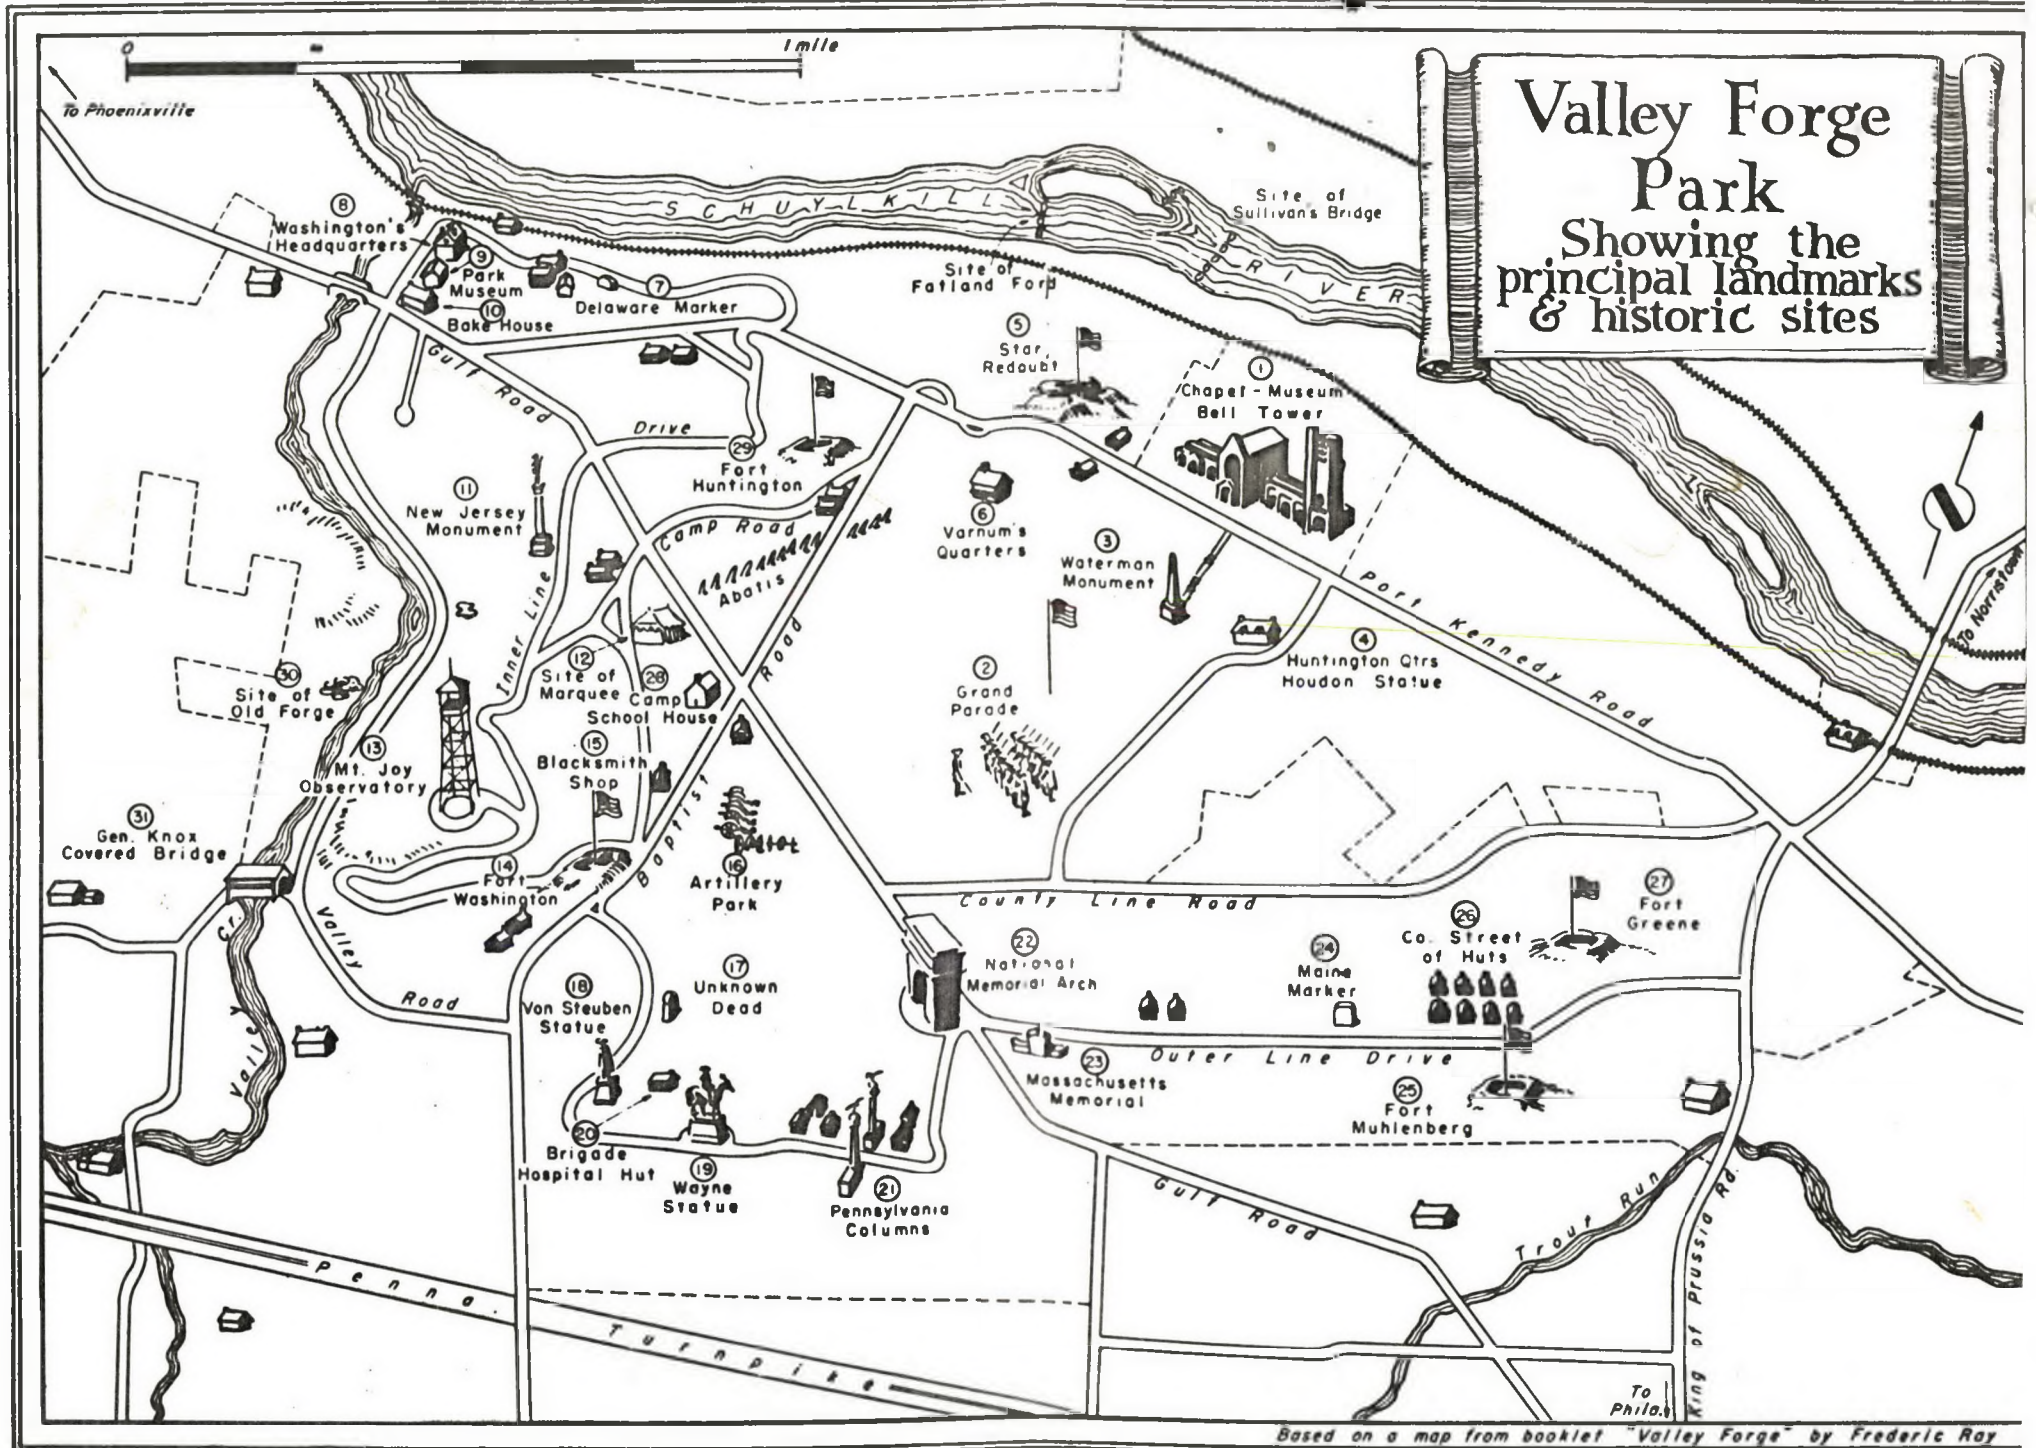 0
1 mile
To Phoenixville
Valley Forge
Park
Showing the
principal landmarks
& historic sites
SCHUYLKILL
RIVER
Site of
Sullivans Bridge
Site of
Fatland Ford
8
Washington's
Headquarters
9
Park
Museum
10
Bake House
7
Delaware Marker
5
Star
Redoubt
1
Chapel-Museum
Bell Tower
Gulf Road
Drive
29
Fort
Huntington
11
New Jersey
Monument
Camp Road
Abatis
6
Varnum's
Quarters
3
Waterman
Monument
Port Kennedy Road
To Norristown
Inner Line
4
Huntington Qtrs
Houdon Statue
2
Grand
Parade
12
Site of
Marquee
28
Camp
School House
Road
30
Site of
Old Forge
13
Mt. Joy
Observatory
15
Blacksmith
Shop
Baptist
31
Gen. Knox
Covered Bridge
14
Fort
Washington
16
Artillery
Park
County Line Road
27
Fort
Greene
26
Co. Street
of Huts
22
National
Memorial Arch
24
Maine
Marker
Valley
Road
Valley Cr.
18
Von Steuben
Statue
17
Unknown
Dead
Outer Line Drive
23
Massachusetts
Memorial
25
Fort
Muhlenberg
20
Brigade
Hospital Hut
19
Wayne
Statue
21
Pennsylvania
Columns
Gulf Road
Trout Run
King of Prussia Rd.
Penna. Turnpike
To
Phila.
Based on a map from booklet "Valley Forge" by Frederic Ray